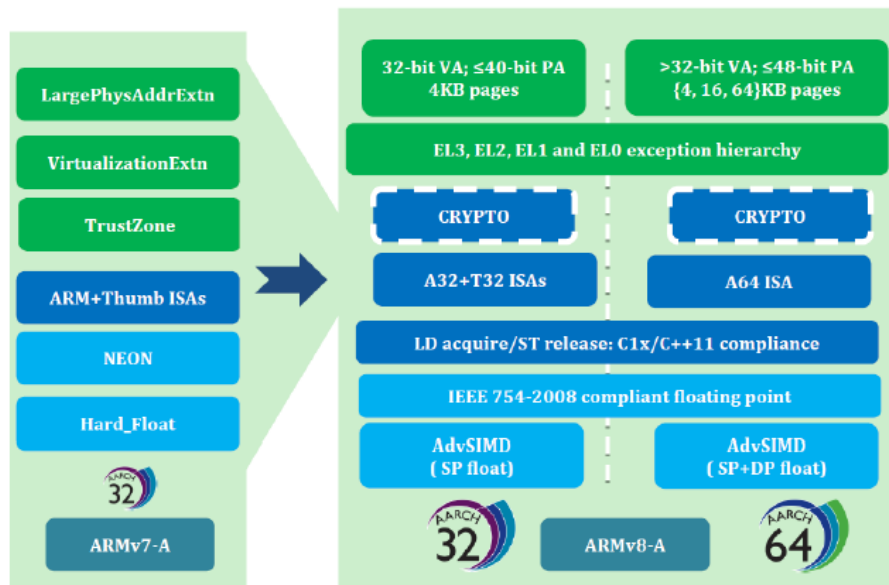 LargePhysAddrExtn
VirtualizationExtn
TrustZone
ARM+Thumb ISAs
NEON
Hard_Float
AARCH
32
ARMv7-A
32-bit VA; ≤40-bit PA
4KB pages
>32-bit VA; ≤48-bit PA
{4, 16, 64}KB pages
EL3, EL2, EL1 and EL0 exception hierarchy
CRYPTO
CRYPTO
A32+T32 ISAs
A64 ISA
LD acquire/ST release: C1x/C++11 compliance
IEEE 754-2008 compliant floating point
AdvSIMD
( SP float)
AdvSIMD
( SP+DP float)
AARCH
32
ARMv8-A
AARCH
64